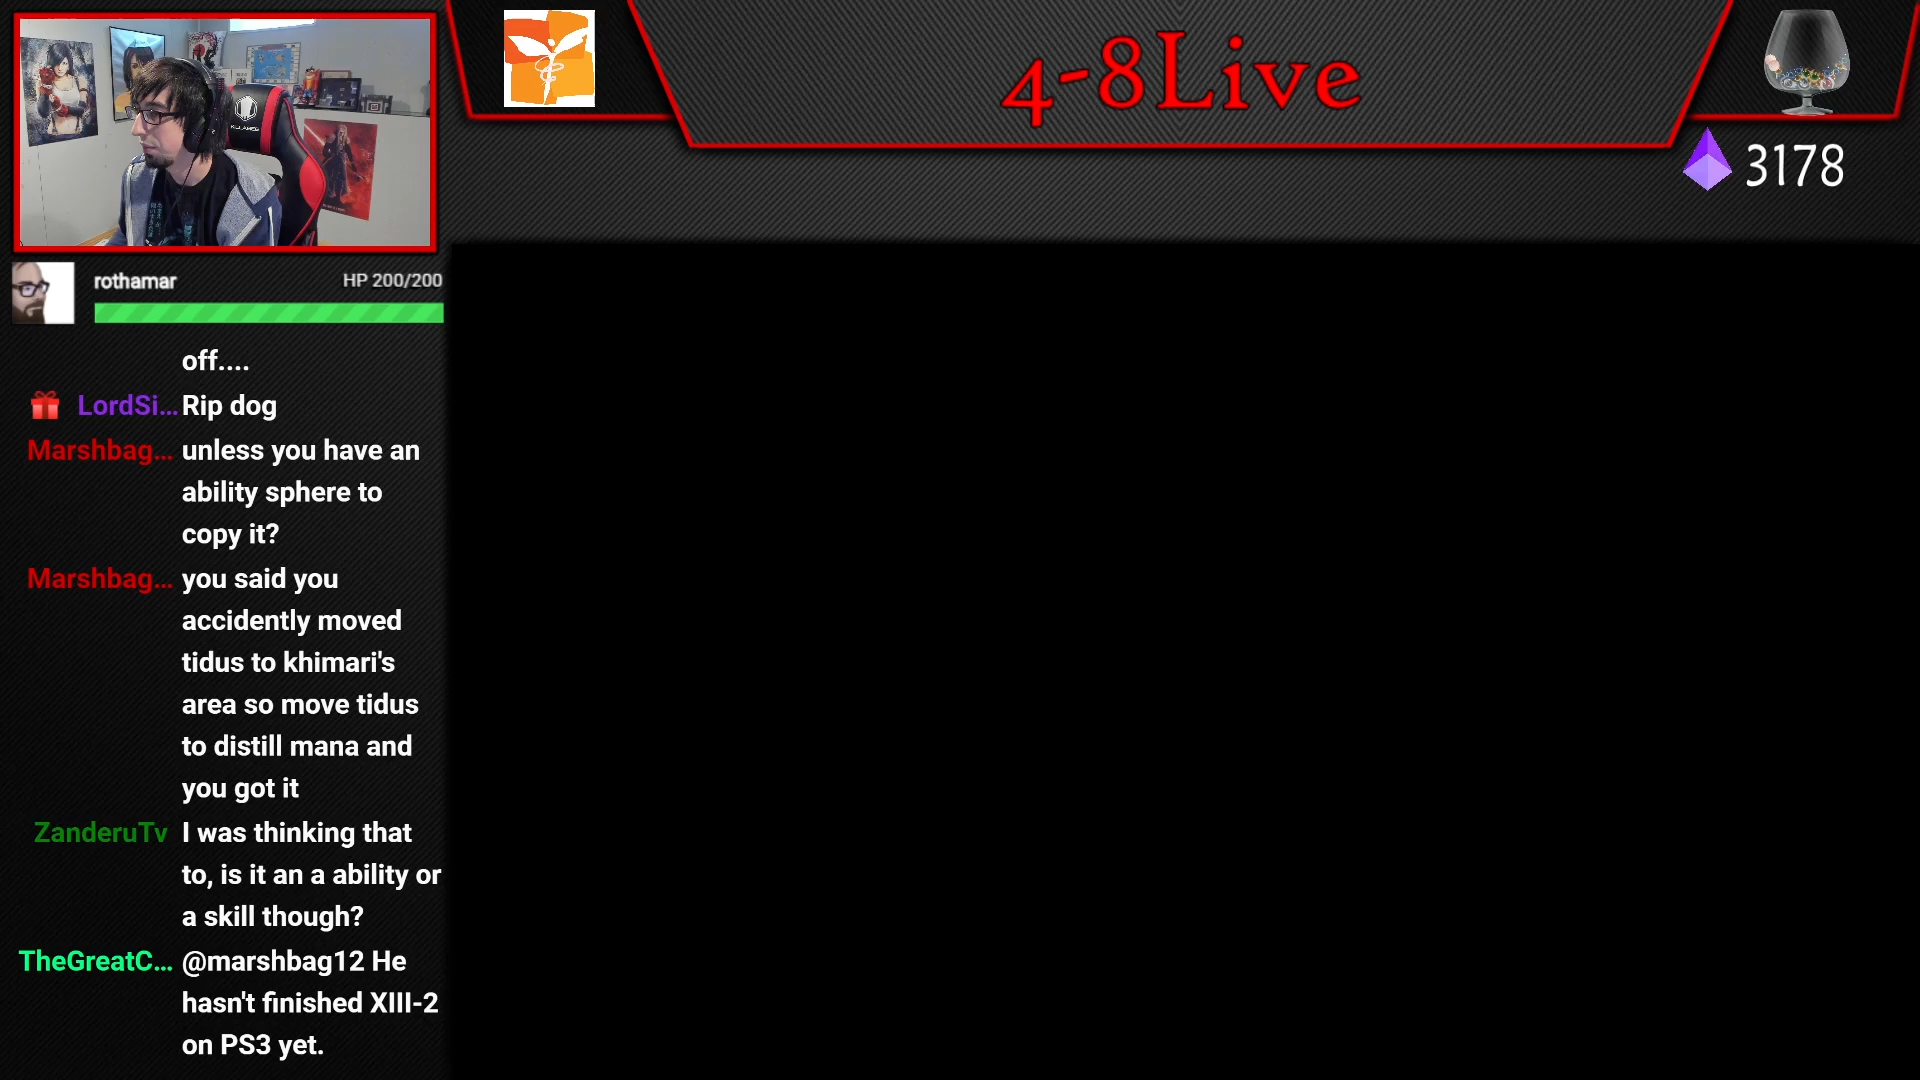 4-8Live
3178
rothamar
HP 200/200
off....
LordSi... Rip dog
Marshbag... unless you have an
ability sphere to
copy it?
Marshbag... you said you
accidently moved
tidus to khimari's
area so move tidus
to distill mana and
you got it
ZanderuTv I was thinking that
to, is it an a ability or
a skill though?
TheGreatC... @marshbag12 He
hasn't finished XIII-2
on PS3 yet.